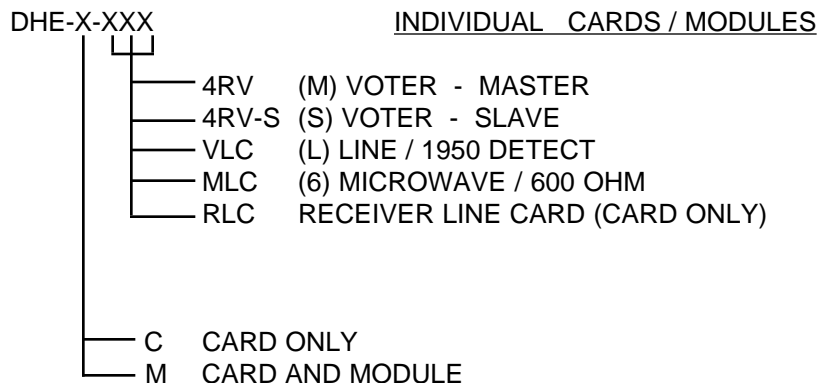 DHE-X-XXX INDIVIDUAL CARDS / MODULES
4RV (M) VOTER - MASTER
4RV-S (S) VOTER - SLAVE
VLC (L) LINE / 1950 DETECT
MLC (6) MICROWAVE / 600 OHM
RLC RECEIVER LINE CARD (CARD ONLY)
C CARD ONLY
M CARD AND MODULE